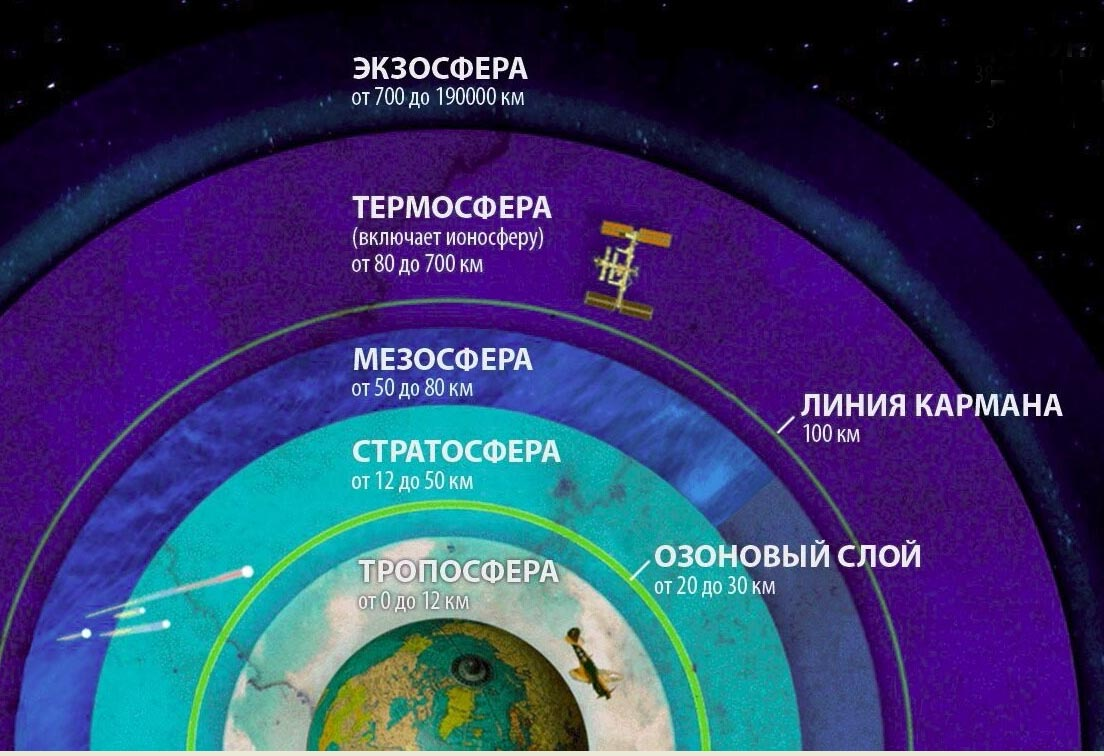 ЭКЗОСФЕРА
от 700 до 190000 км
ТЕРМОСФЕРА
(включает ионосферу)
от 80 до 700 км
МЕЗОСФЕРА
от 50 до 80 км
ЛИНИЯ КАРМАНА
100 км
СТРАТОСФЕРА
от 12 до 50 км
ОЗОНОВЫЙ СЛОЙ
от 20 до 30 км
ТРОПОСФЕРА
от 0 до 12 км